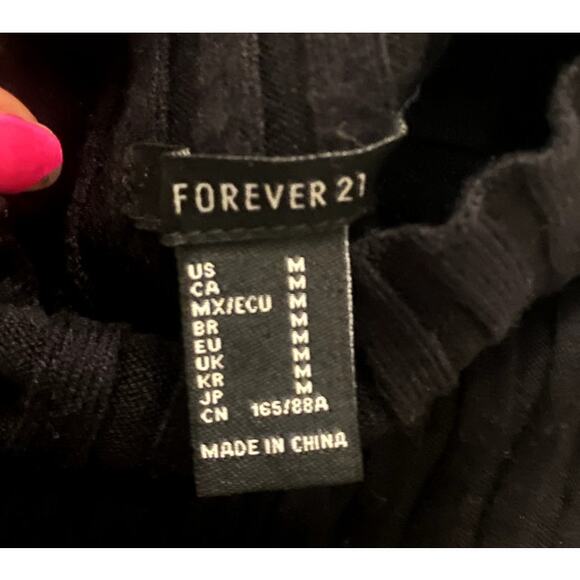 FOREVER 21
US M
CA M
MX/ECU M
BR M
EU M
UK M
KR M
JP M
CN 165/88A
MADE IN CHINA